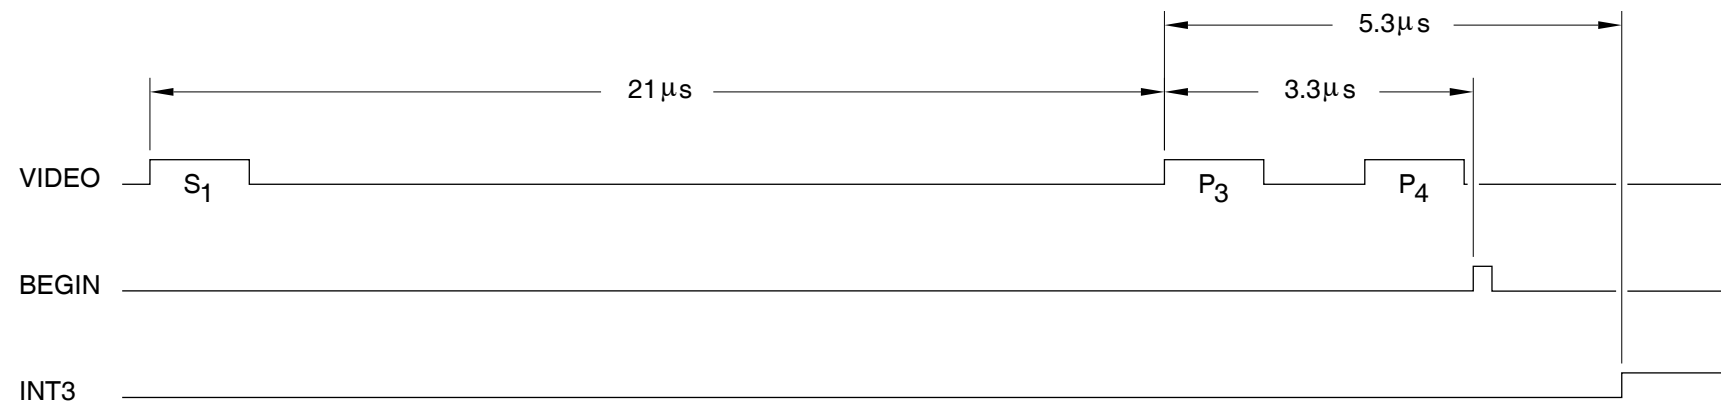 5.3μs
21μs
3.3μs
VIDEO
S1
P3
P4
BEGIN
INT3